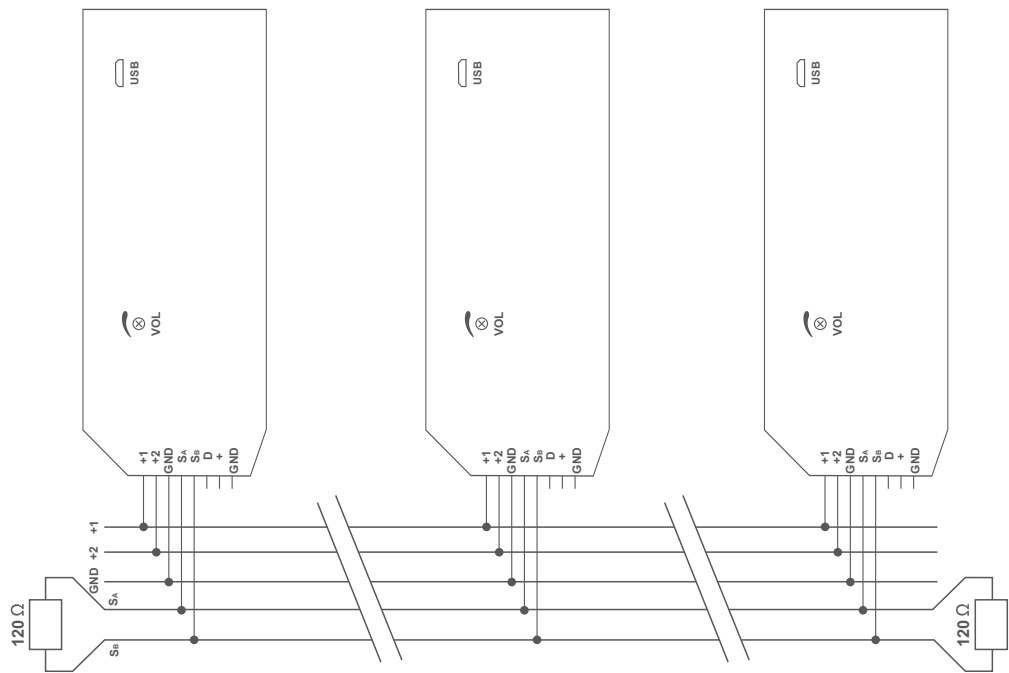 USB
USB
USB
VOL
VOL
VOL
+1
+2
GND
SA
SB
D
+
GND
+1
+2
GND
SA
SB
D
+
GND
+1
+2
GND
SA
SB
D
+
GND
+1
+2
GND
SA
SB
120 Ω
120 Ω